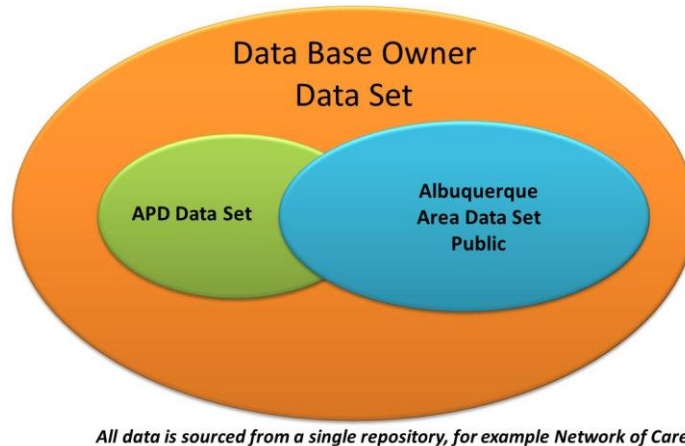 Data Base Owner
Data Set
APD Data Set
Albuquerque
Area Data Set
Public
All data is sourced from a single repository, for example Network of Care